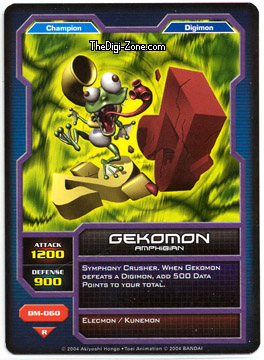 Champion
Digimon
TheDigi-Zone.com
GEKOMON
AMPHIBIAN
ATTACK
1200
DEFENSE
900
SYMPHONY CRUSHER. WHEN GEKOMON
DEFEATS A DIGIMON, ADD 500 DATA
POINTS TO YOUR TOTAL.
DM-060
R
ELECMON / KUNEMON
© 2004 Akiyoshi Hongo • Toei Animation © 2004 BANDAI